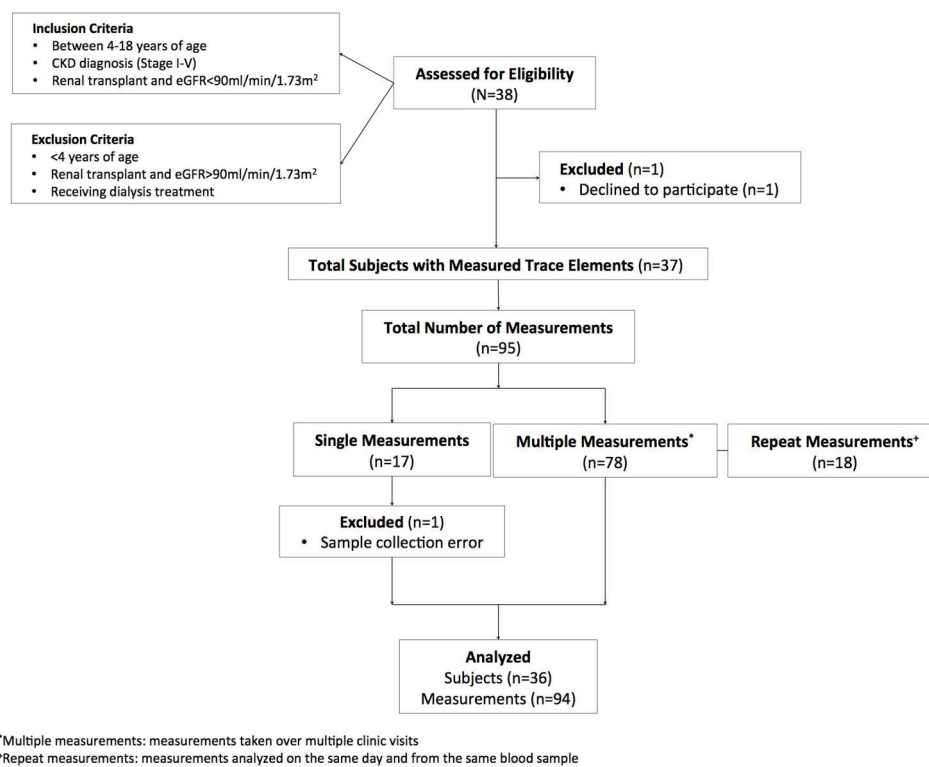 Inclusion Criteria
• Between 4-18 years of age
• CKD diagnosis (Stage I-V)
• Renal transplant and eGFR<90ml/min/1.73m²
Assessed for Eligibility
(N=38)
Exclusion Criteria
• <4 years of age
• Renal transplant and eGFR>90ml/min/1.73m²
• Receiving dialysis treatment
Excluded (n=1)
• Declined to participate (n=1)
Total Subjects with Measured Trace Elements (n=37)
Total Number of Measurements
(n=95)
Single Measurements
(n=17)
Multiple Measurements*
(n=78)
Repeat Measurements⁺
(n=18)
Excluded (n=1)
• Sample collection error
Analyzed
Subjects (n=36)
Measurements (n=94)
*Multiple measurements: measurements taken over multiple clinic visits
⁺Repeat measurements: measurements analyzed on the same day and from the same blood sample